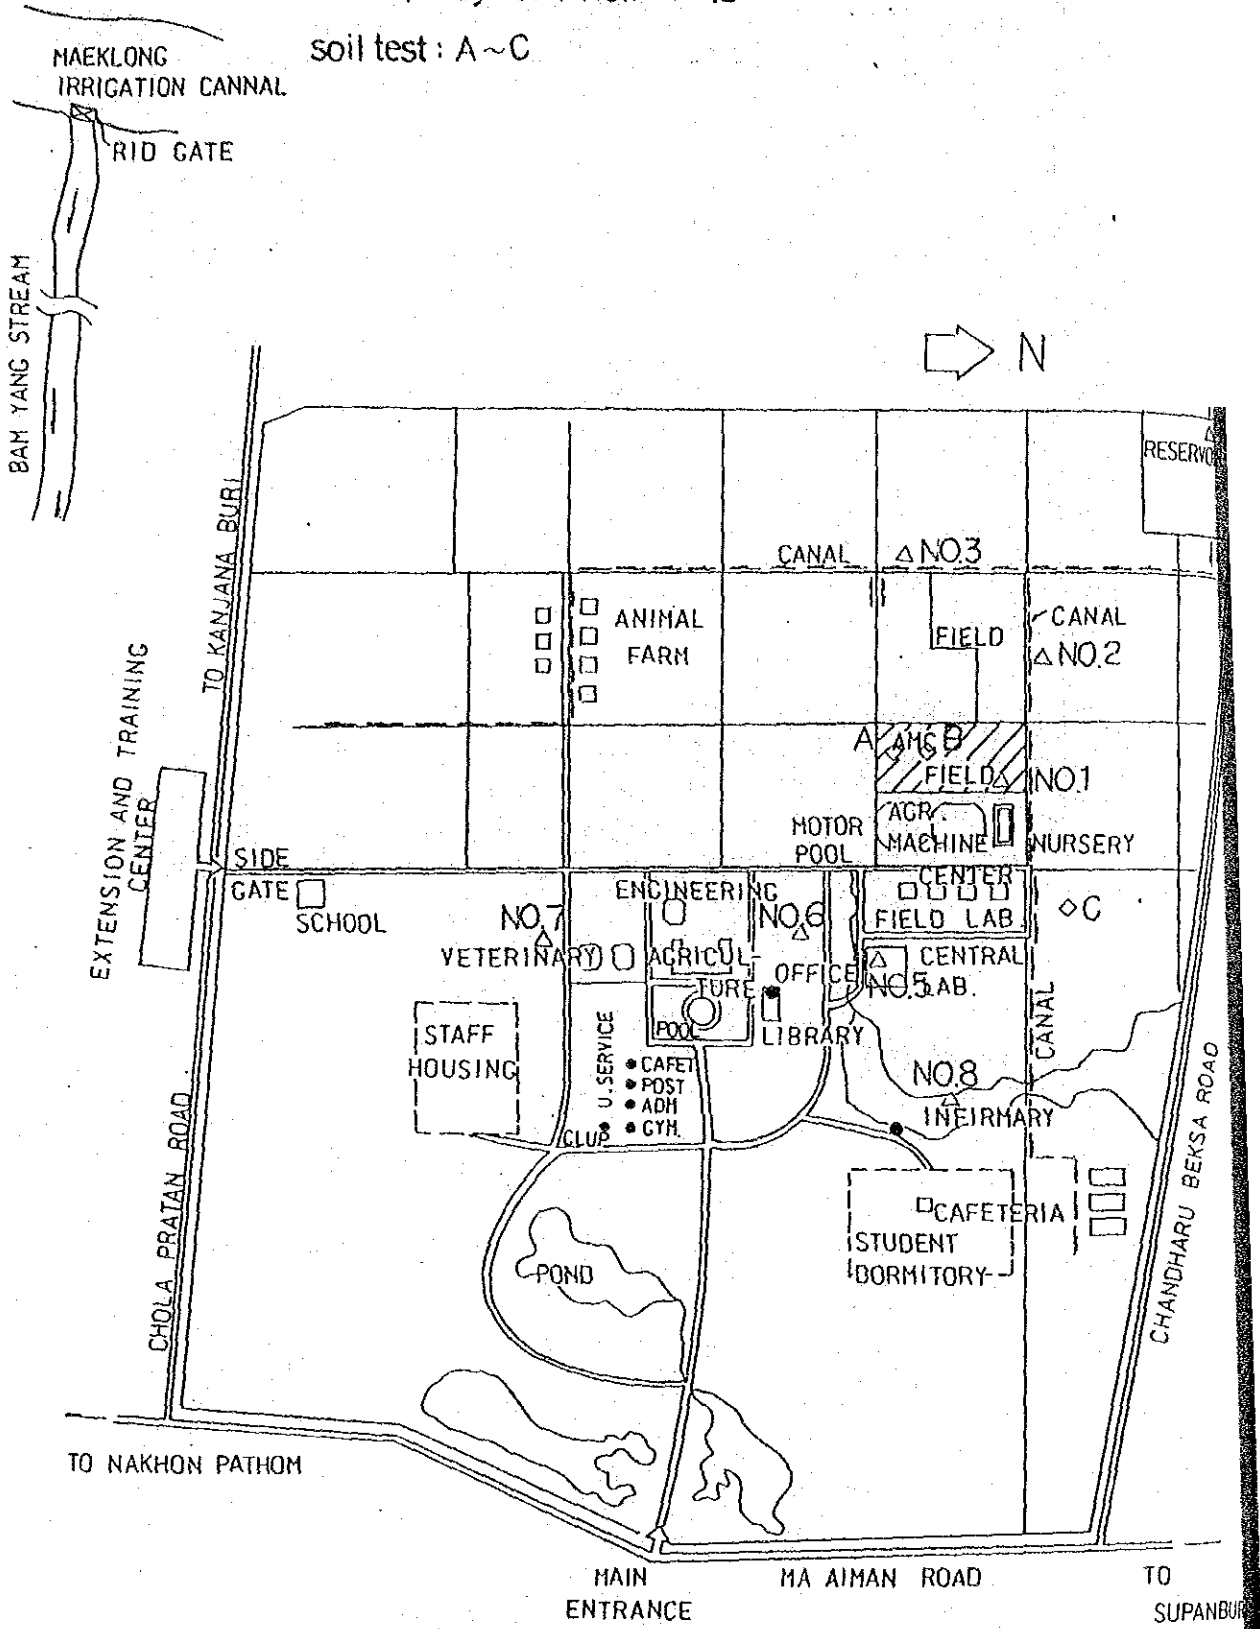 soil test : A ~ C
MAEKLONG
IRRIGATION CANNAL
RID GATE
BAM YANG STREAM
N
RESERVO
TO KANJANA BURI
CANAL
NO.3
ANIMAL
FARM
FIELD
CANAL
NO.2
EXTENSION AND TRAINING
CENTER
A
AMC
B
FIELD
NO.1
MOTOR
POOL
AGR.
MACHINE
NURSERY
SIDE
GATE
SCHOOL
ENGINEERING
CENTER
NO.7
NO.6
FIELD LAB.
C
VETERINARY
AGRICUL-
TURE
OFFICE
CENTRAL
LAB.
NO.5
STAFF
HOUSING
U.SERVICE
POOL
LIBRARY
CANAL
CAFET
POST
ADM
GYM.
CLUP
NO.8
INFIRMARY
CHOLA PRATAN ROAD
CHANDHARU BEKSA ROAD
CAFETERIA
STUDENT
DORMITORY
POND
TO NAKHON PATHOM
MAIN
ENTRANCE
MA AIMAN ROAD
TO
SUPANBUR